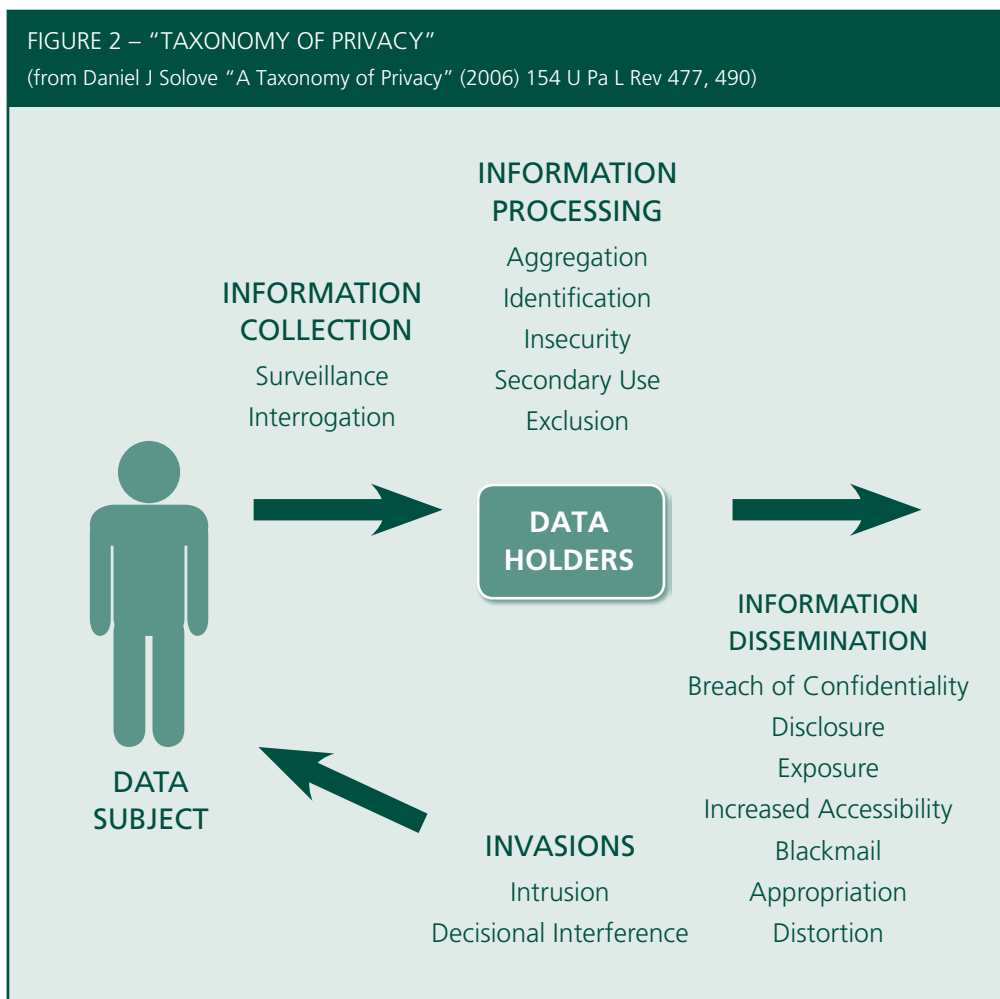 FIGURE 2 – “TAXONOMY OF PRIVACY”
(from Daniel J Solove “A Taxonomy of Privacy” (2006) 154 U Pa L Rev 477, 490)
INFORMATION
COLLECTION
Surveillance
Interrogation
INFORMATION
PROCESSING
Aggregation
Identification
Insecurity
Secondary Use
Exclusion
DATA
HOLDERS
INFORMATION
DISSEMINATION
Breach of Confidentiality
Disclosure
Exposure
Increased Accessibility
Blackmail
Appropriation
Distortion
INVASIONS
Intrusion
Decisional Interference
DATA
SUBJECT